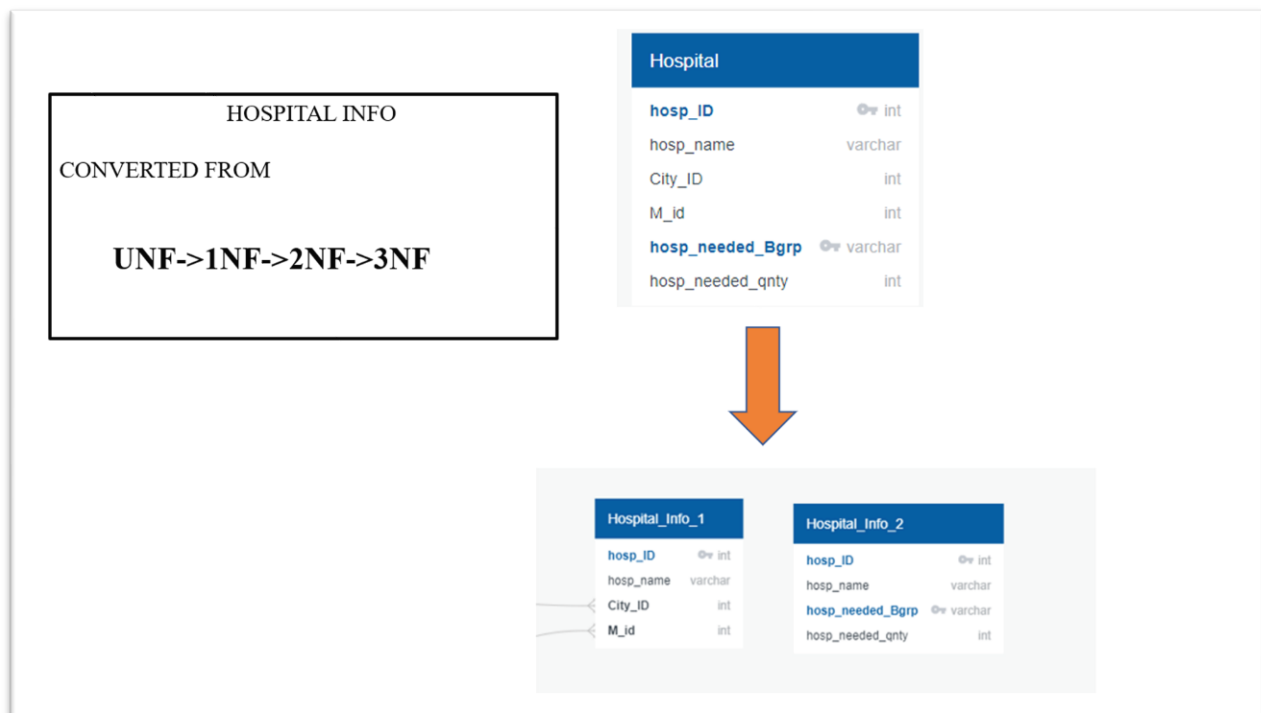 HOSPITAL INFO
CONVERTED FROM
UNF->1NF->2NF->3NF
Hospital
hosp_ID int
hosp_name varchar
City_ID int
M_id int
hosp_needed_Bgrp varchar
hosp_needed_qnty int
Hospital_Info_1
hosp_ID int
hosp_name varchar
City_ID int
M_id int
Hospital_Info_2
hosp_ID int
hosp_name varchar
hosp_needed_Bgrp varchar
hosp_needed_qnty int